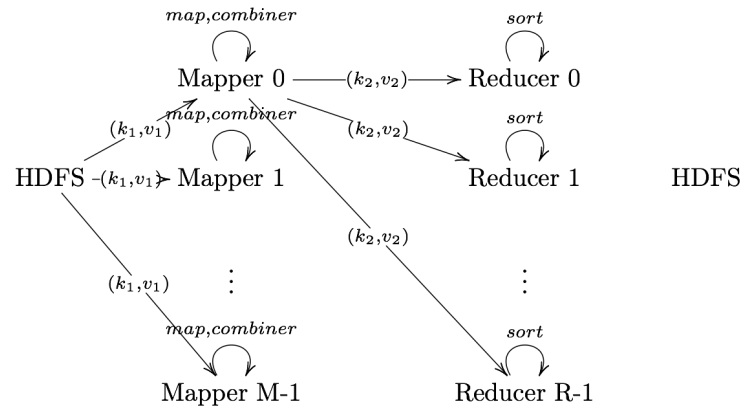 map,combiner
sort
Mapper 0
(k₂,v₂)
Reducer 0
(k₁,v₁)
map,combiner
(k₂,v₂)
sort
HDFS
(k₁,v₁)
Mapper 1
Reducer 1
HDFS
(k₂,v₂)
(k₁,v₁)
⋮
⋮
map,combiner
sort
Mapper M-1
Reducer R-1